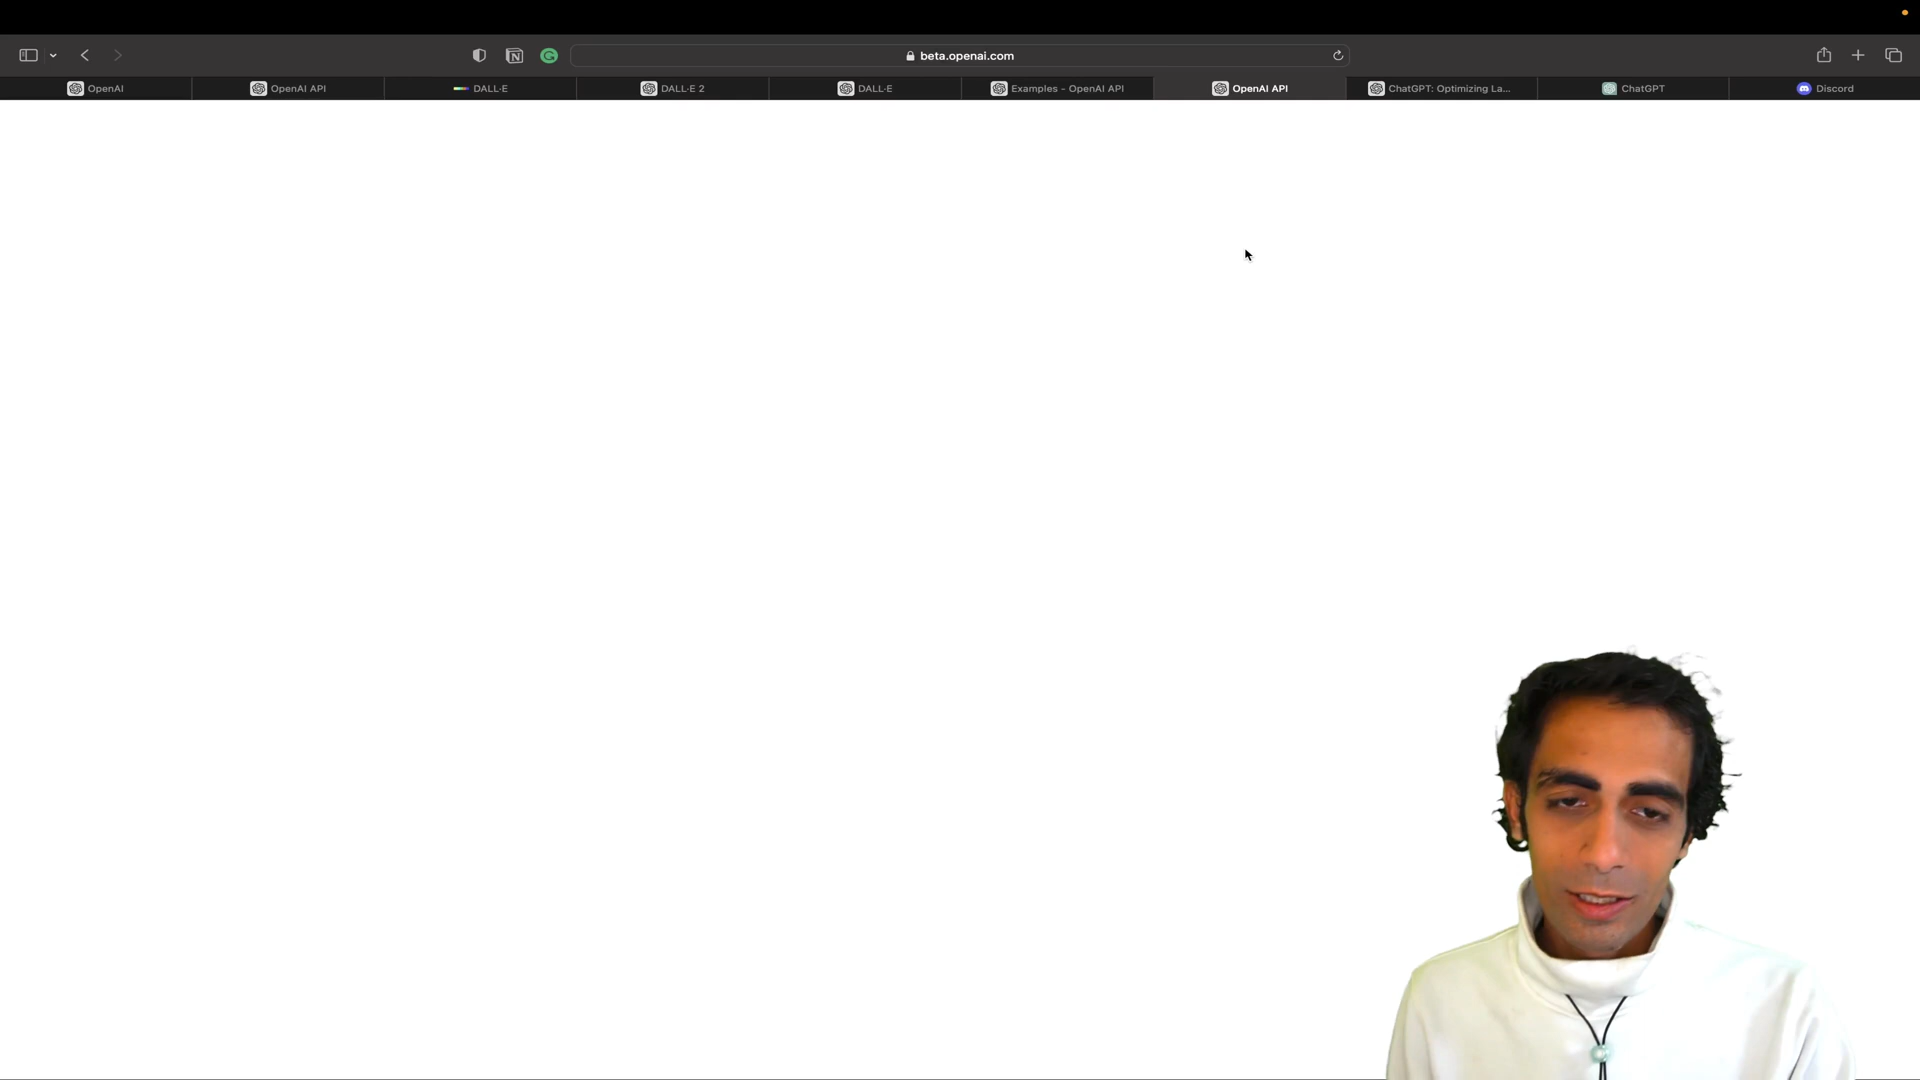 beta.openai.com
OpenAI
OpenAI API
DALL·E
DALL·E 2
DALL·E
Examples - OpenAI API
OpenAI API
ChatGPT: Optimizing La...
ChatGPT
Discord